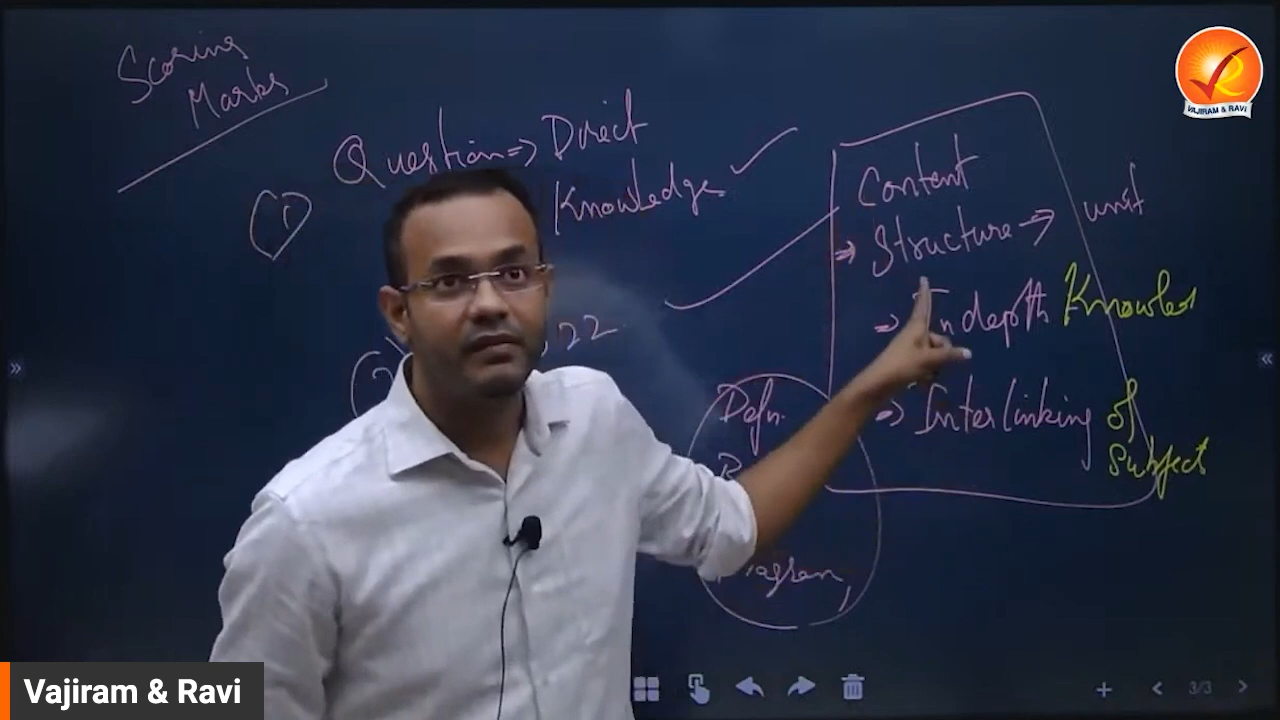 Scoring
Marks
Question => Direct
Knowledge ✓
①
22
Content
=> Structure → unit
=> Indepth Knowled
=> Interlinking of
Subject
Defn.
Diagram,
VAJIRAM & RAVI
Vajiram & Ravi
3/3